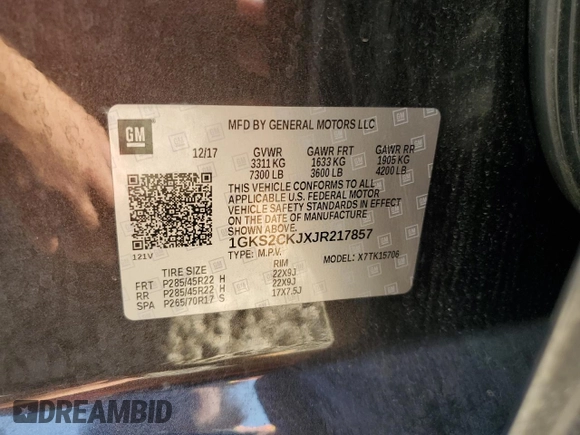 GM
MFD BY GENERAL MOTORS LLC
12/17 GVWR GAWR FRT GAWR RR
3311 KG 1633 KG 1905 KG
7300 LB 3600 LB 4200 LB
THIS VEHICLE CONFORMS TO ALL
APPLICABLE U.S. FEDERAL MOTOR
VEHICLE SAFETY STANDARDS IN EFFECT
ON THE DATE OF MANUFACTURE
SHOWN ABOVE.
1GKS2CKJXJR217857
TYPE: M.P.V. MODEL: X7TK15706
121V
TIRE SIZE RIM
FRT P285/45R22 H 22X9J
RR P285/45R22 H 22X9J
SPA P265/70R17 S 17X7.5J
DREAMBID